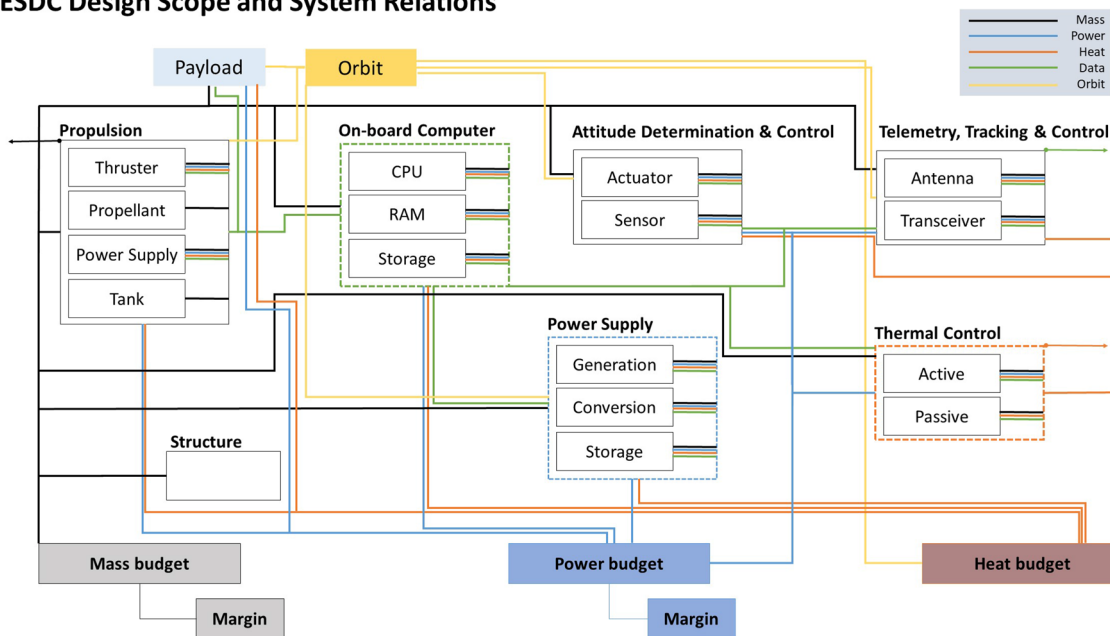 ESDC Design Scope and System Relations
Mass
Power
Heat
Data
Orbit
Payload
Orbit
Propulsion
Thruster
Propellant
Power Supply
Tank
On-board Computer
CPU
RAM
Storage
Attitude Determination & Control
Actuator
Sensor
Telemetry, Tracking & Control
Antenna
Transceiver
Power Supply
Generation
Conversion
Storage
Thermal Control
Active
Passive
Structure
Mass budget
Power budget
Heat budget
Margin
Margin